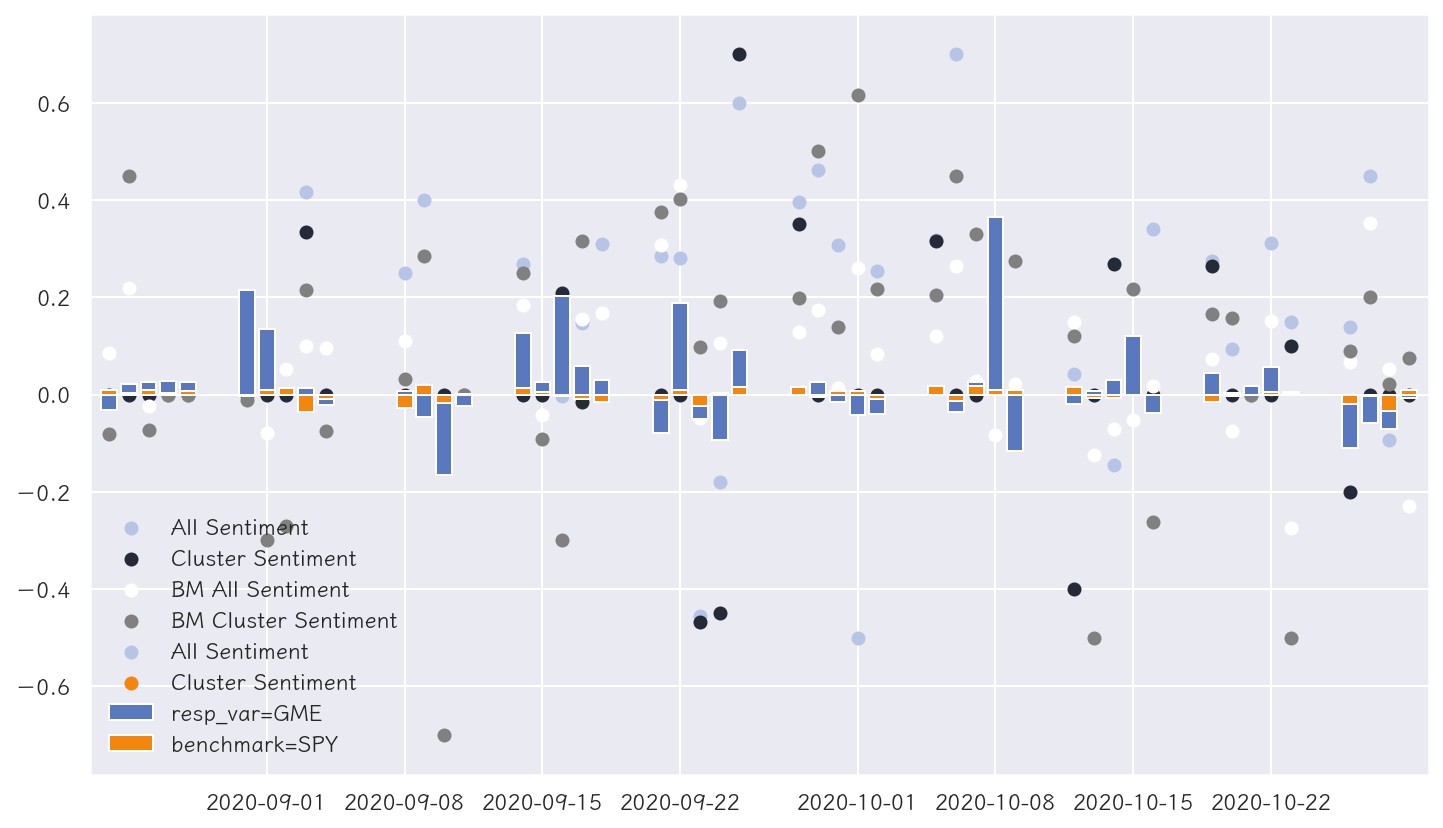 0.6
0.4
0.2
0.0
−0.2
−0.4
−0.6
All Sentiment
Cluster Sentiment
BM All Sentiment
BM Cluster Sentiment
All Sentiment
Cluster Sentiment
resp_var=GME
benchmark=SPY
2020-09-01 2020-09-08 2020-09-15 2020-09-22 2020-10-01 2020-10-08 2020-10-15 2020-10-22